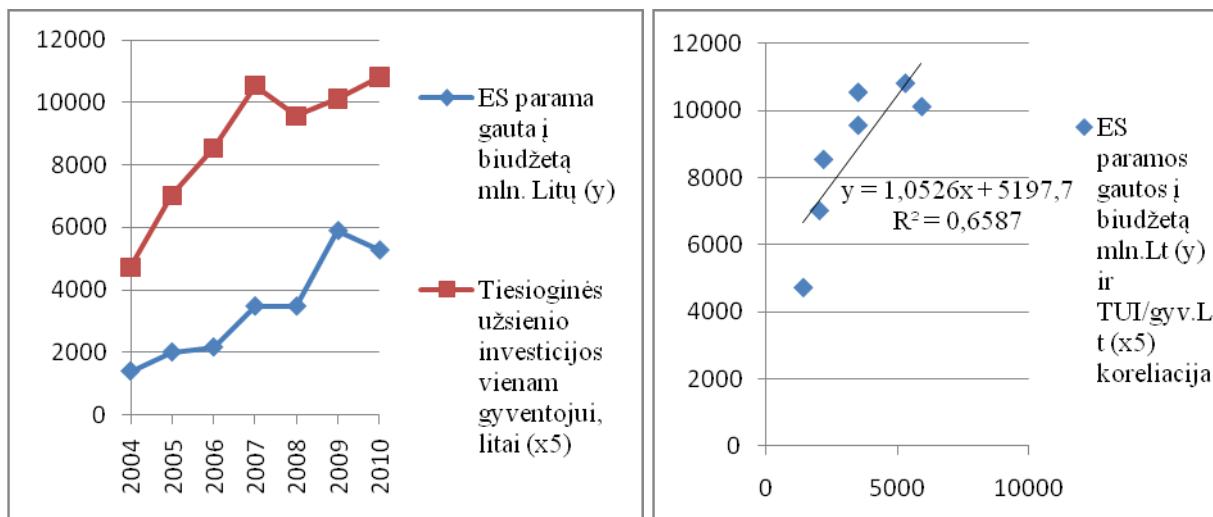 12000
10000
8000
6000
4000
2000
0
2004
2005
2006
2007
2008
2009
2010
ES parama
gauta į
biudžetą
mln. Litų (y)
Tiesioginės
užsienio
investicijos
vienam
gyventojui,
litai (x5)
12000
10000
8000
6000
4000
2000
0
0
5000
10000
y = 1,0526x + 5197,7
R² = 0,6587
ES
paramos
gautos į
biudžetą
mln.Lt (y)
ir
TUI/gyv.L
t (x5)
koreliacija